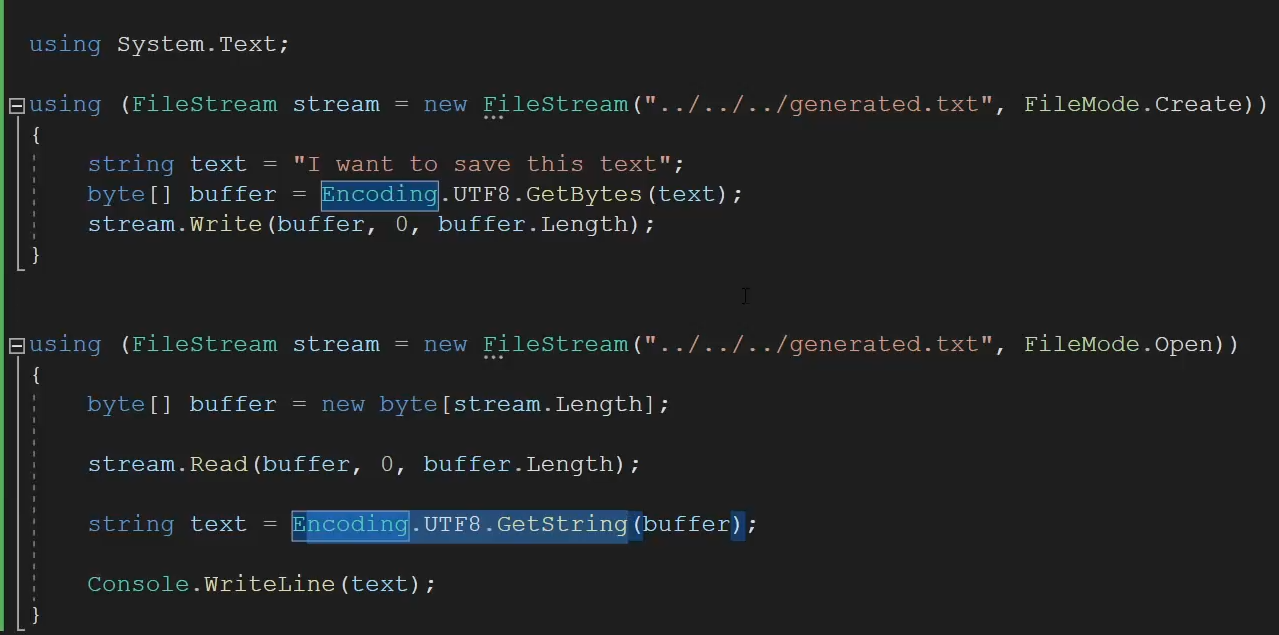 using System.Text;
using (FileStream stream = new FileStream("../../../generated.txt", FileMode.Create))
{
string text = "I want to save this text";
byte[] buffer = Encoding.UTF8.GetBytes(text);
stream.Write(buffer, 0, buffer.Length);
}
using (FileStream stream = new FileStream("../../../generated.txt", FileMode.Open))
{
byte[] buffer = new byte[stream.Length];
stream.Read(buffer, 0, buffer.Length);
string text = Encoding.UTF8.GetString(buffer);
Console.WriteLine(text);
}